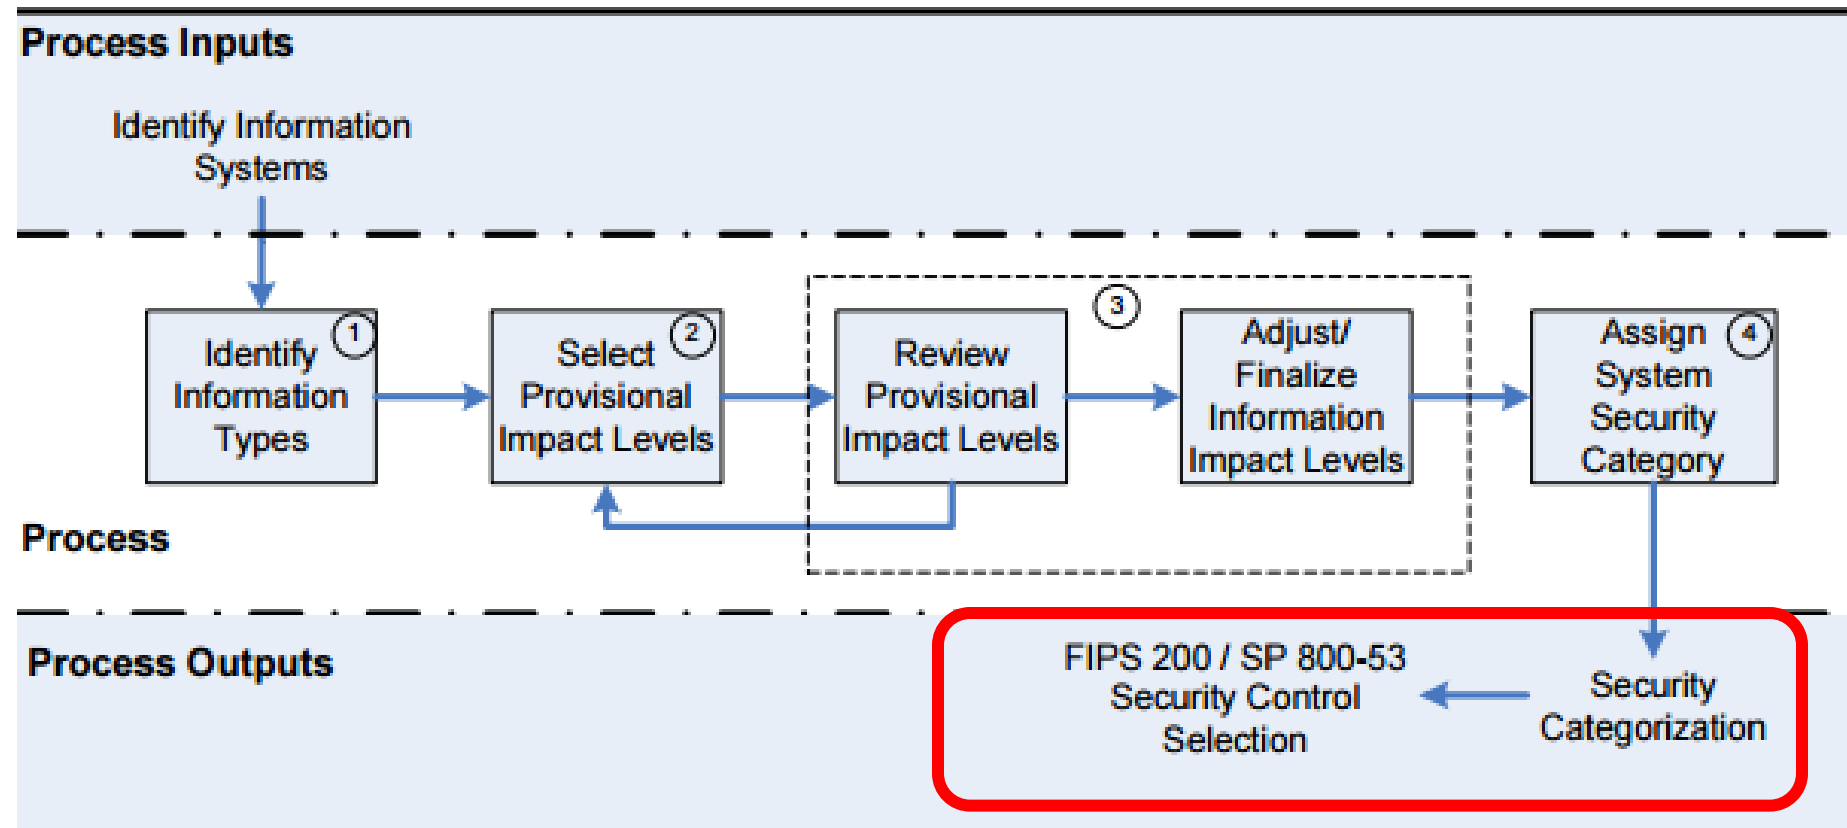 Process Inputs
Identify Information
Systems
1
Identify
Information
Types
2
Select
Provisional
Impact Levels
3
Review
Provisional
Impact Levels
Adjust/
Finalize
Information
Impact Levels
4
Assign
System
Security
Category
Process
Process Outputs
FIPS 200 / SP 800-53
Security Control
Selection
Security
Categorization